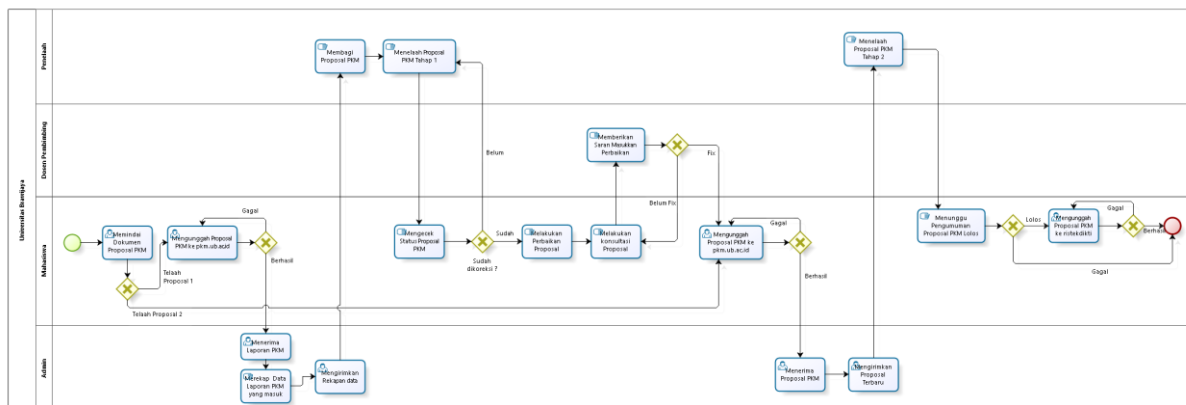 Universitas Brawijaya
Penelaah
Membagi
Proposal PKM
Menelaah Proposal
PKM Tahap 1
Menelaah
Proposal PKM
Tahap 2
Dosen Pembimbing
Belum
Memberikan
Saran Masukkan
Perbaikan
Fix
Belum Fix
Mahasiswa
Memindai
Dokumen
Proposal PKM
Telaah
Proposal 1
Telaah Proposal 2
Gagal
Mengunggah Proposal
PKM ke pkm.ub.ac.id
Berhasil
Mengecek
Status Proposal
PKM
Sudah
Sudah
dikoreksi ?
Melakukan
Perbaikan
Proposal
Melakukan
konsultasi
Proposal
Gagal
Mengunggah
Proposal PKM ke
pkm.ub.ac.id
Berhasil
Menunggu
Pengumuman
Proposal PKM Lolos
Lolos
Gagal
Gagal
Mengunggah
Proposal PKM
ke ristekdikti
Berhasil
Admin
Menerima
Laporan PKM
Merekap Data
Laporan PKM
yang masuk
Mengirimkan
Rekapan data
Menerima
Proposal PKM
Mengirimkan
Proposal
Terbaru